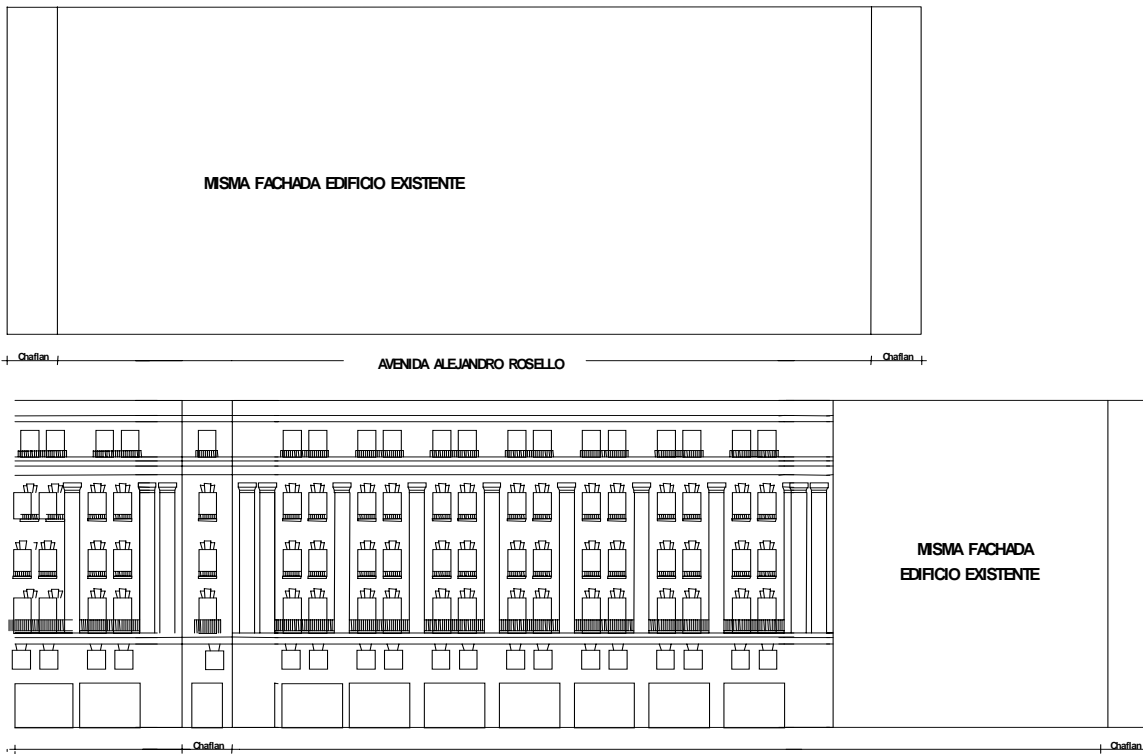 MISMA FACHADA EDIFICIO EXISTENTE
Chaflan
AVENIDA ALEJANDRO ROSELLO
Chaflan
MISMA FACHADA
EDIFICIO EXISTENTE
Chaflan
Chaflan